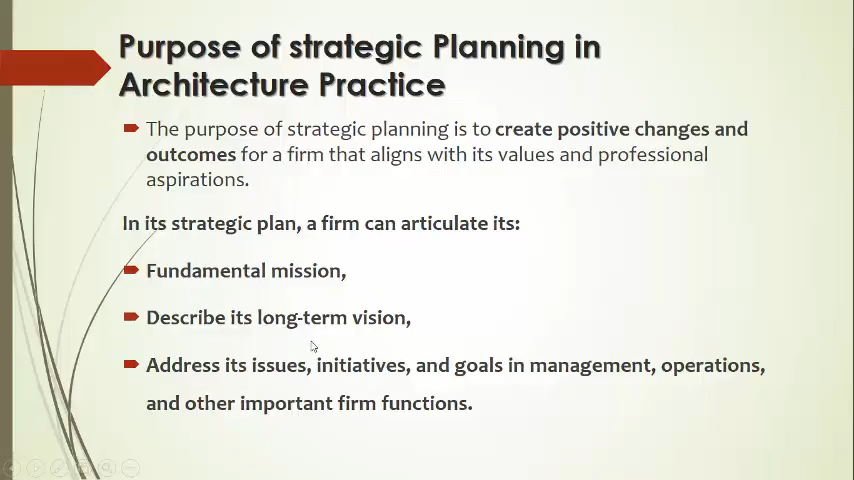 Purpose of strategic Planning in
Architecture Practice
The purpose of strategic planning is to create positive changes and
outcomes for a firm that aligns with its values and professional
aspirations.
In its strategic plan, a firm can articulate its:
Fundamental mission,
Describe its long-term vision,
Address its issues, initiatives, and goals in management, operations,
and other important firm functions.